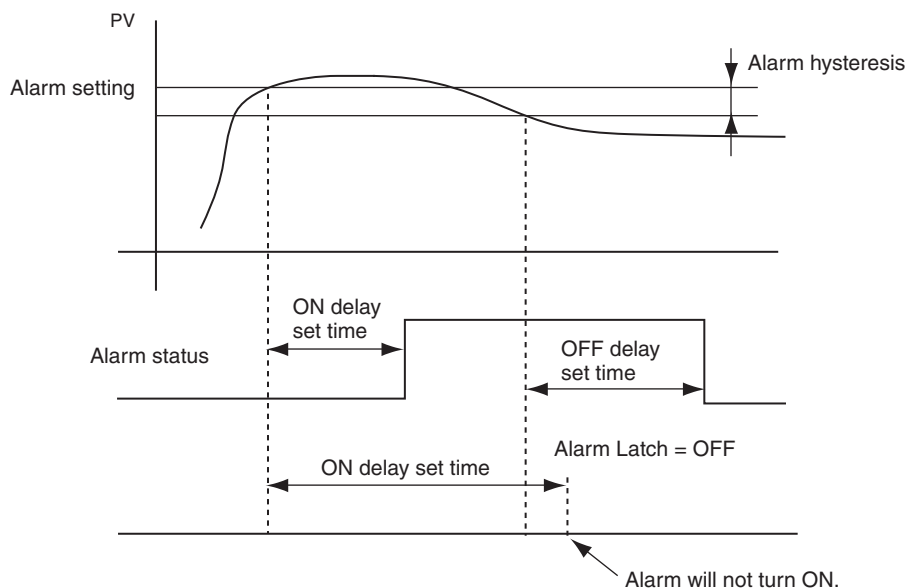 PV
Alarm setting
Alarm hysteresis
ON delay
set time
Alarm status
OFF delay
set time
Alarm Latch = OFF
ON delay set time
Alarm will not turn ON.